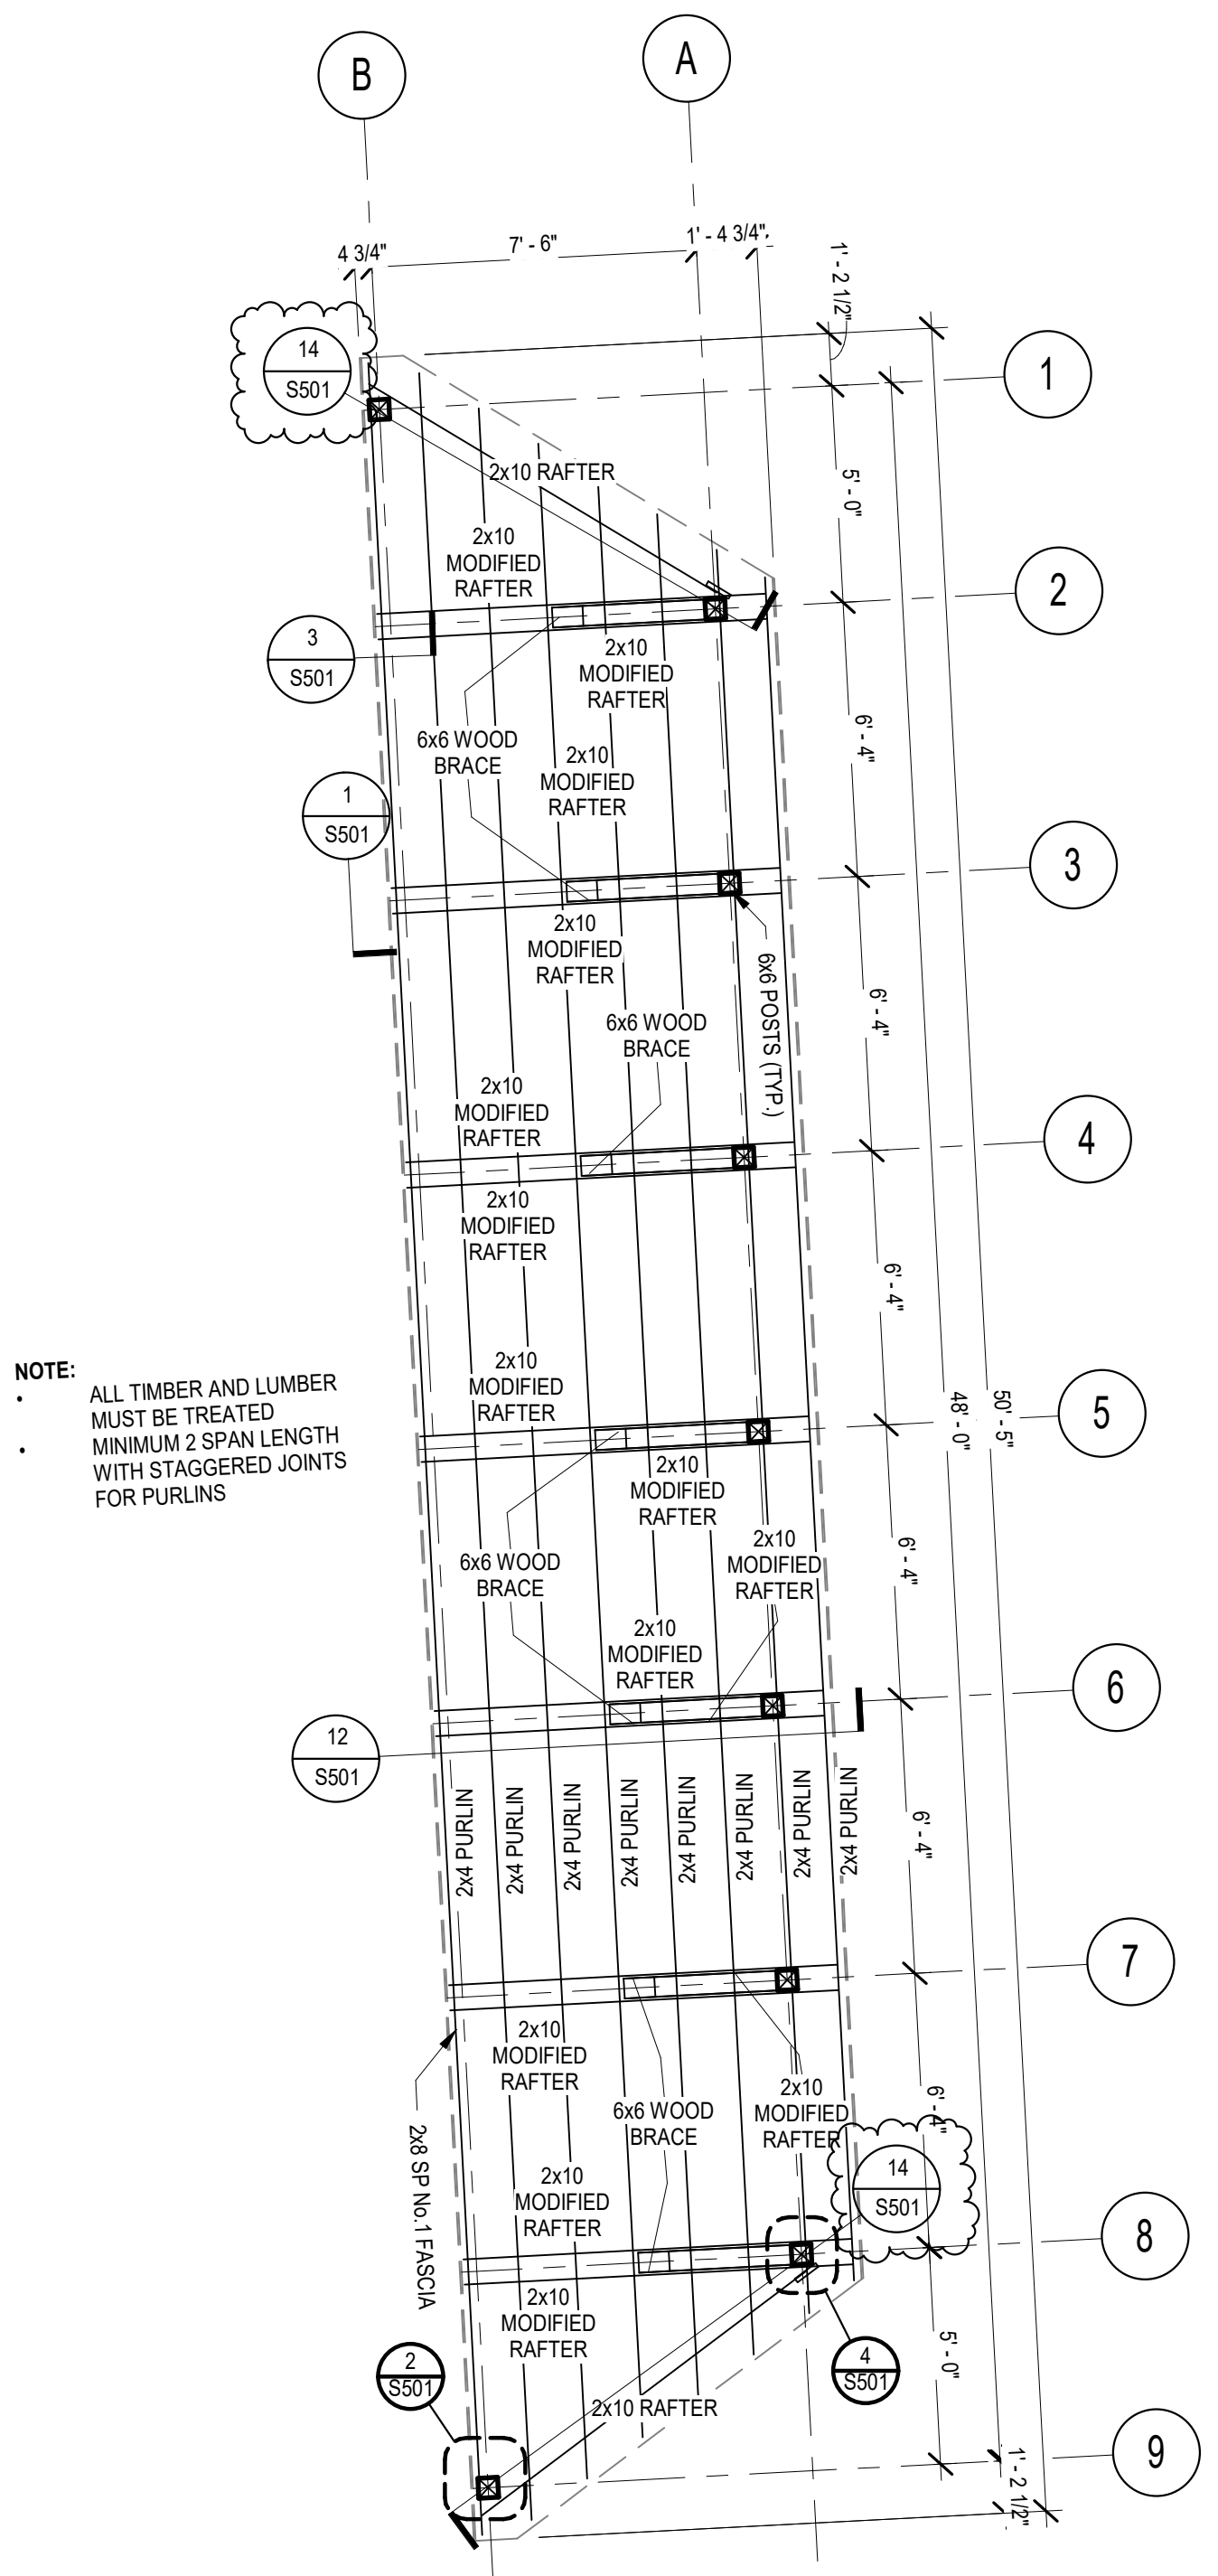 B
A
4 3/4"
7' - 6"
1' - 4 3/4"
1' - 2 1/2"
14
S501
1
2x10 RAFTER
5' - 0"
2x10
MODIFIED
RAFTER
2
3
S501
2x10
MODIFIED
RAFTER
6' - 4"
6x6 WOOD
BRACE
2x10
MODIFIED
RAFTER
1
S501
3
2x10
MODIFIED
RAFTER
6x6 POSTS (TYP.)
6' - 4"
6x6 WOOD
BRACE
2x10
MODIFIED
RAFTER
4
2x10
MODIFIED
RAFTER
6' - 4"
NOTE:
• ALL TIMBER AND LUMBER
MUST BE TREATED
• MINIMUM 2 SPAN LENGTH
WITH STAGGERED JOINTS
FOR PURLINS
2x10
MODIFIED
RAFTER
48' - 0"
50' - 5"
5
2x10
MODIFIED
RAFTER
6' - 4"
6x6 WOOD
BRACE
2x10
MODIFIED
RAFTER
2x10
MODIFIED
RAFTER
6
12
S501
2x4 PURLIN
2x4 PURLIN
2x4 PURLIN
2x4 PURLIN
2x4 PURLIN
2x4 PURLIN
2x4 PURLIN
2x4 PURLIN
6' - 4"
7
2x10
MODIFIED
RAFTER
2x8 SP No.1 FASCIA
6x6 WOOD
BRACE
2x10
MODIFIED
RAFTER
6' - 4"
14
S501
2x10
MODIFIED
RAFTER
8
2x10
MODIFIED
RAFTER
2
S501
4
S501
5' - 0"
2x10 RAFTER
9
1' - 2 1/2"